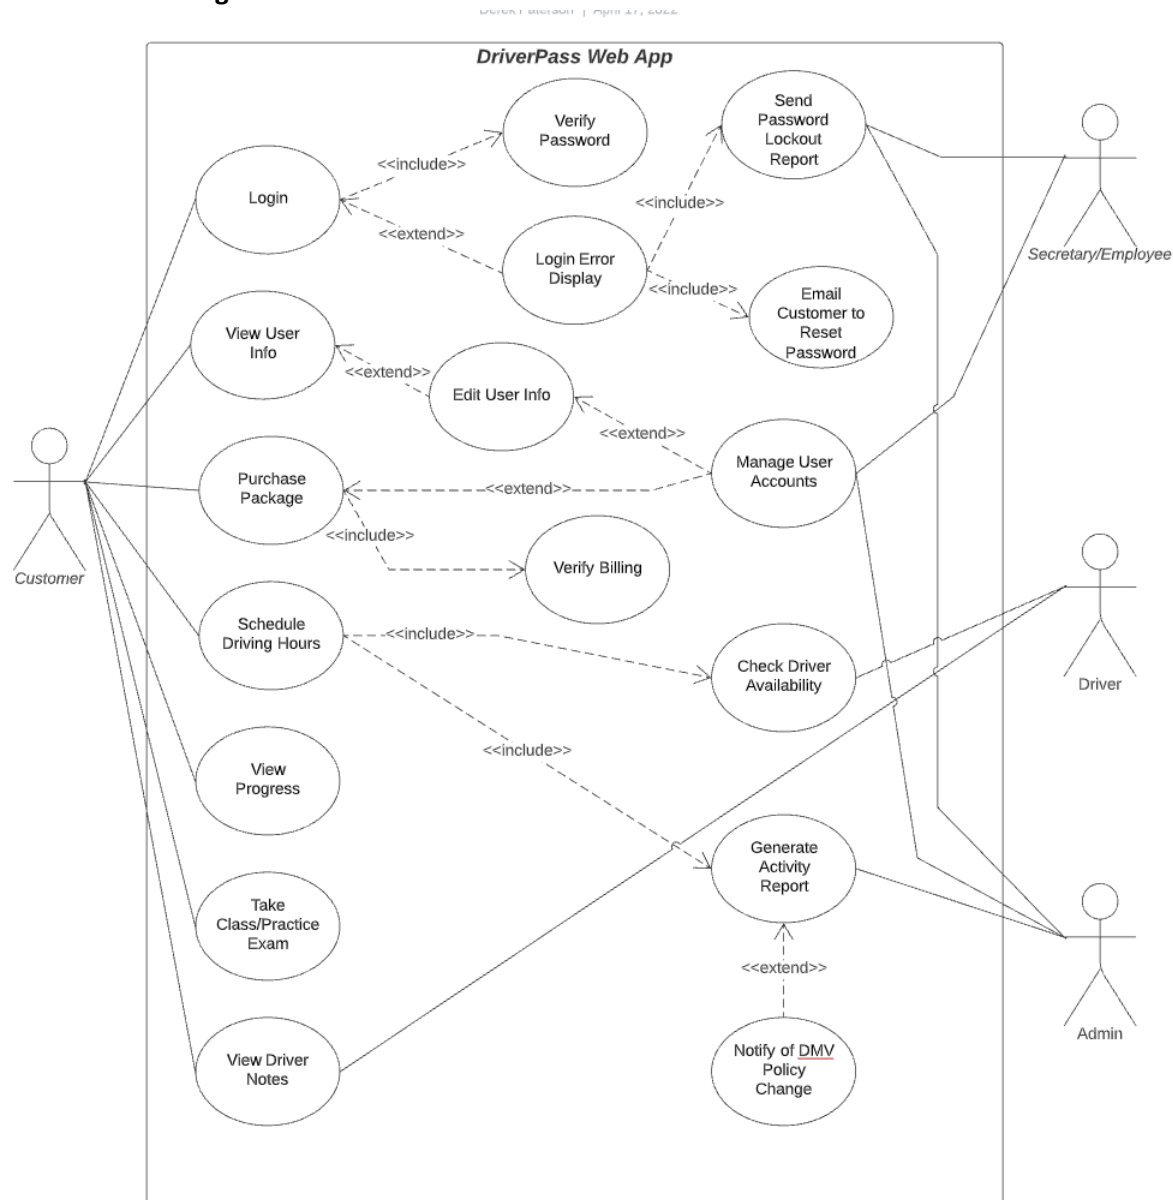 DriverPass Web App
Verify
Password
Send
Password
Lockout
Report
<<include>>
Login
<<include>>
<<extend>>
Login Error
Display
Secretary/Employee
<<include>>
Email
Customer to
Reset
Password
View User
Info
<<extend>>
Edit User Info
<<extend>>
Manage User
Accounts
Purchase
Package
<<extend>>
<<include>>
Verify Billing
Customer
Schedule
Driving Hours
<<include>>
Check Driver
Availability
Driver
<<include>>
View
Progress
Generate
Activity
Report
Take
Class/Practice
Exam
<<extend>>
Admin
View Driver
Notes
Notify of DMV
Policy
Change